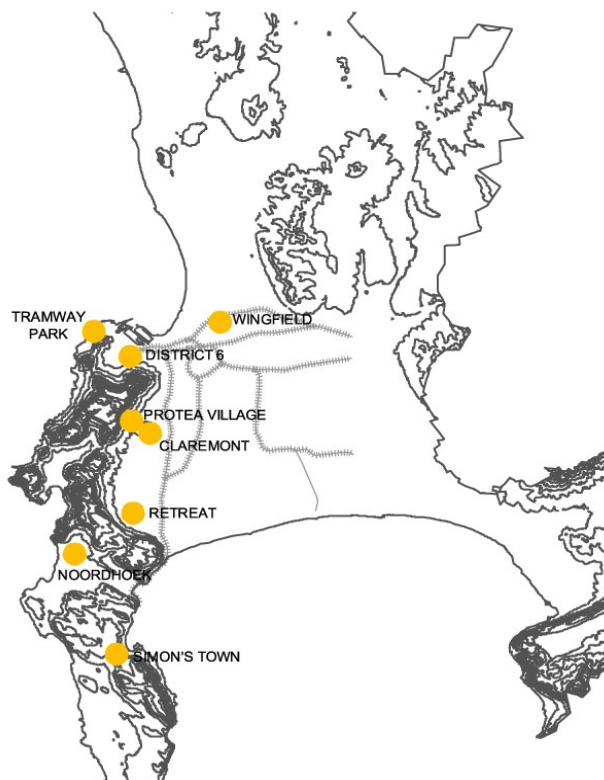 TRAMWAY
PARK
WINGFIELD
DISTRICT 6
PROTEA VILLAGE
CLAREMONT
RETREAT
NOORDHOEK
SIMON'S TOWN